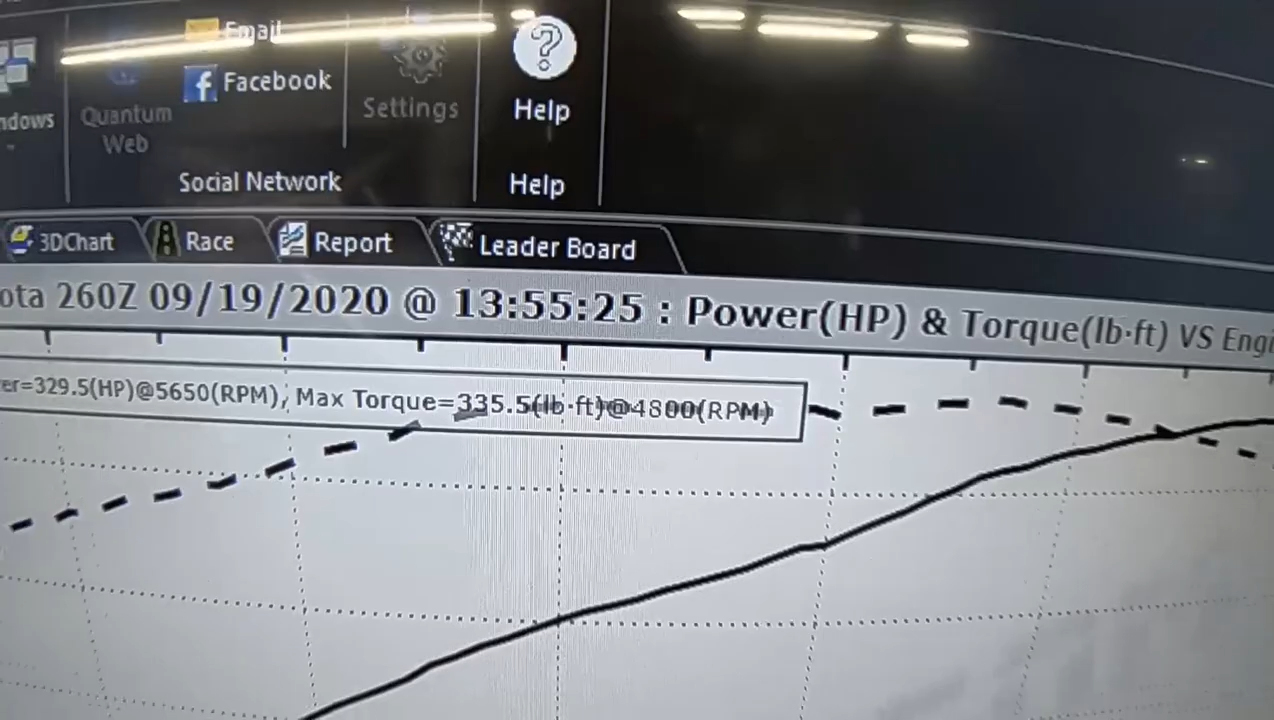 Email
ndows
Quantum
Web
Facebook
Settings
Help
Social Network
Help
3DChart
Race
Report
Leader Board
ota 260Z 09/19/2020 @ 13:55:25 : Power(HP) & Torque(lb·ft) VS Engi
er=329.5(HP)@5650(RPM), Max Torque=335.5(lb·ft)@4800(RPM)